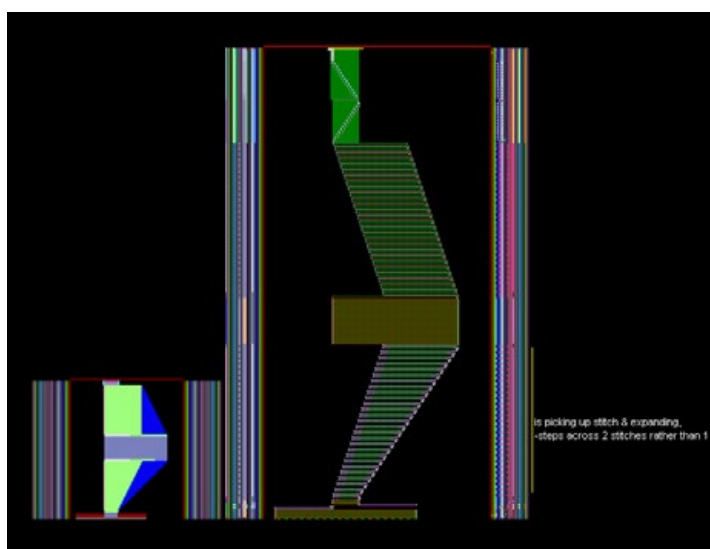 is picking up stitch & expanding,
-steps across 2 stitches rather than 1